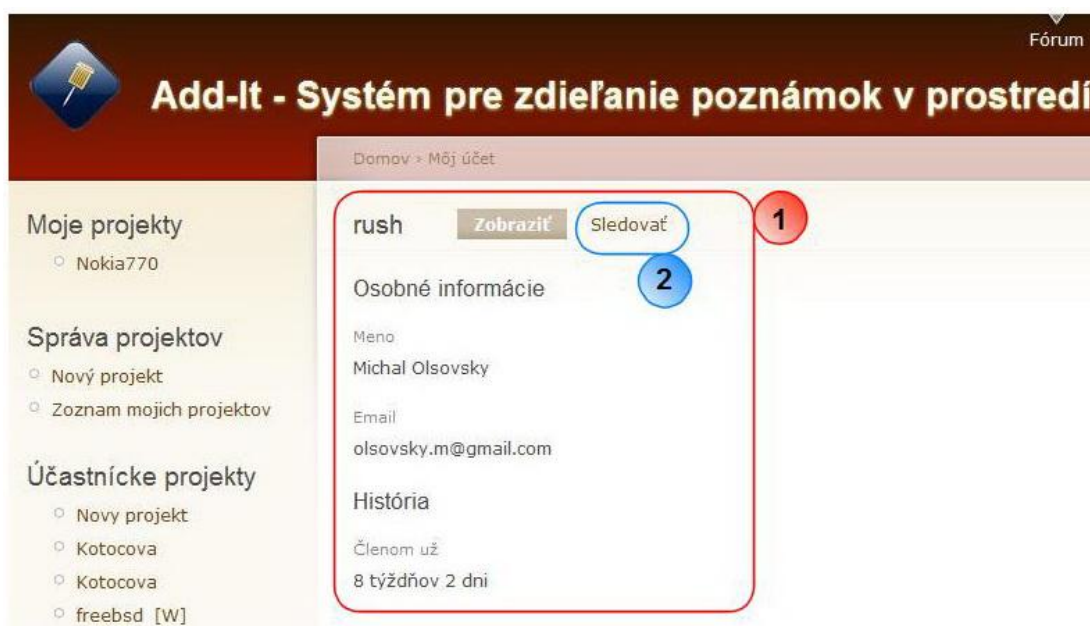 Fórum
Add-It - Systém pre zdieľanie poznámok v prostredí
Domov › Môj účet
Moje projekty
Nokia770
Správa projektov
Nový projekt
Zoznam mojich projektov
Účastnícke projekty
Novy projekt
Kotocova
Kotocova
freebsd [W]
rush Zobraziť Sledovať
1
2
Osobné informácie
Meno
Michal Olsovsky
Email
olsovsky.m@gmail.com
História
Členom už
8 týždňov 2 dni